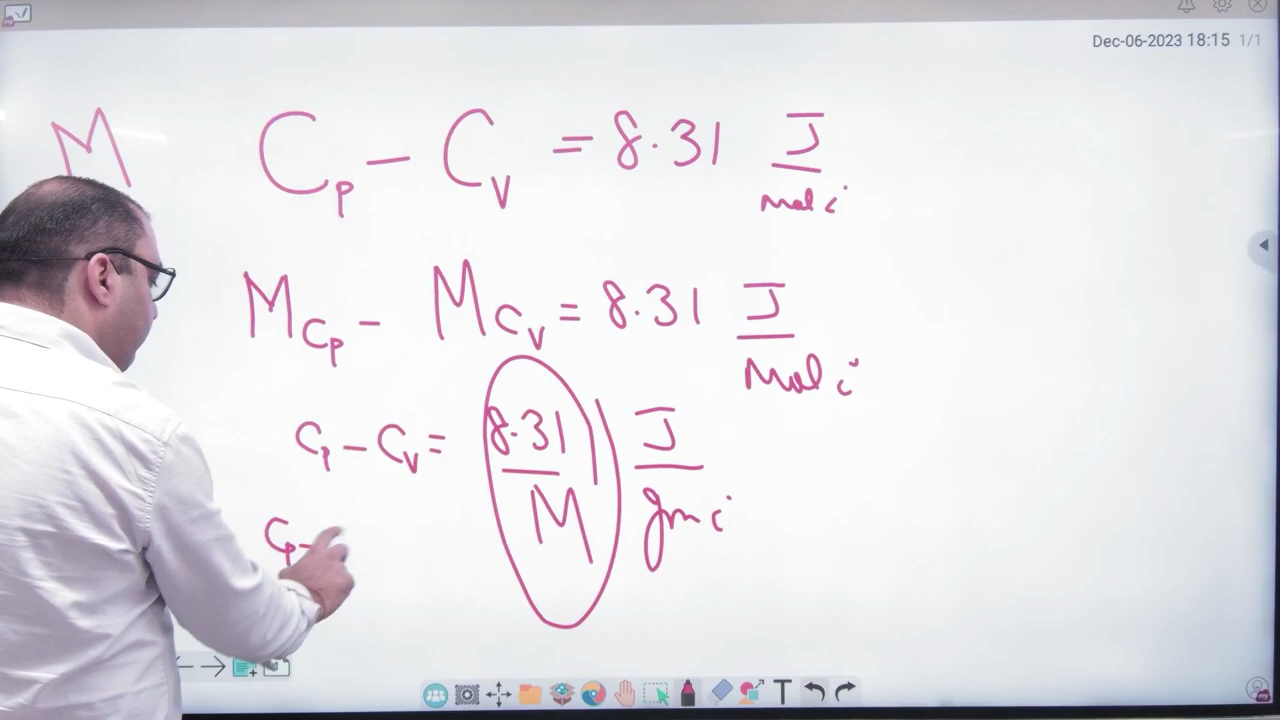 Dec-06-2023 18:15 1/1
M
Cp - Cv = 8.31 J/mol i
Mcp - Mcv = 8.31 J/Mol i
cp - cv = 8.31/M | J/gm i
cp -
T